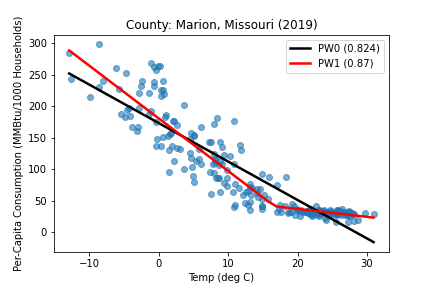 County: Marion, Missouri (2019)
PW0 (0.824)
PW1 (0.87)
Per-Capita Consumption (MMBtu/1000 Households)
300
250
200
150
100
50
0
−10
0
10
20
30
Temp (deg C)